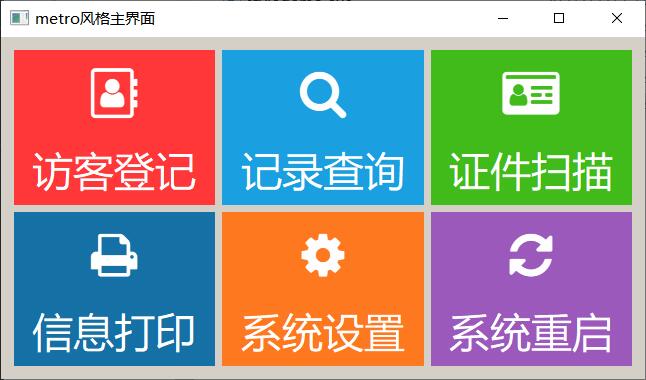 metro风格主界面
访客登记
记录查询
证件扫描
信息打印
系统设置
系统重启